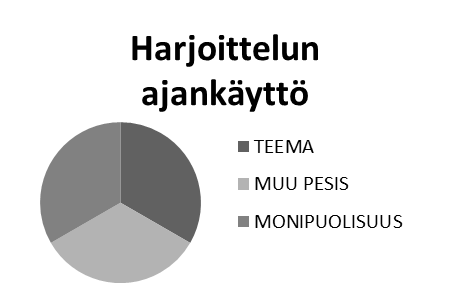 Harjoittelun
ajankäyttö
TEEMA
MUU PESIS
MONIPUOLISUUS